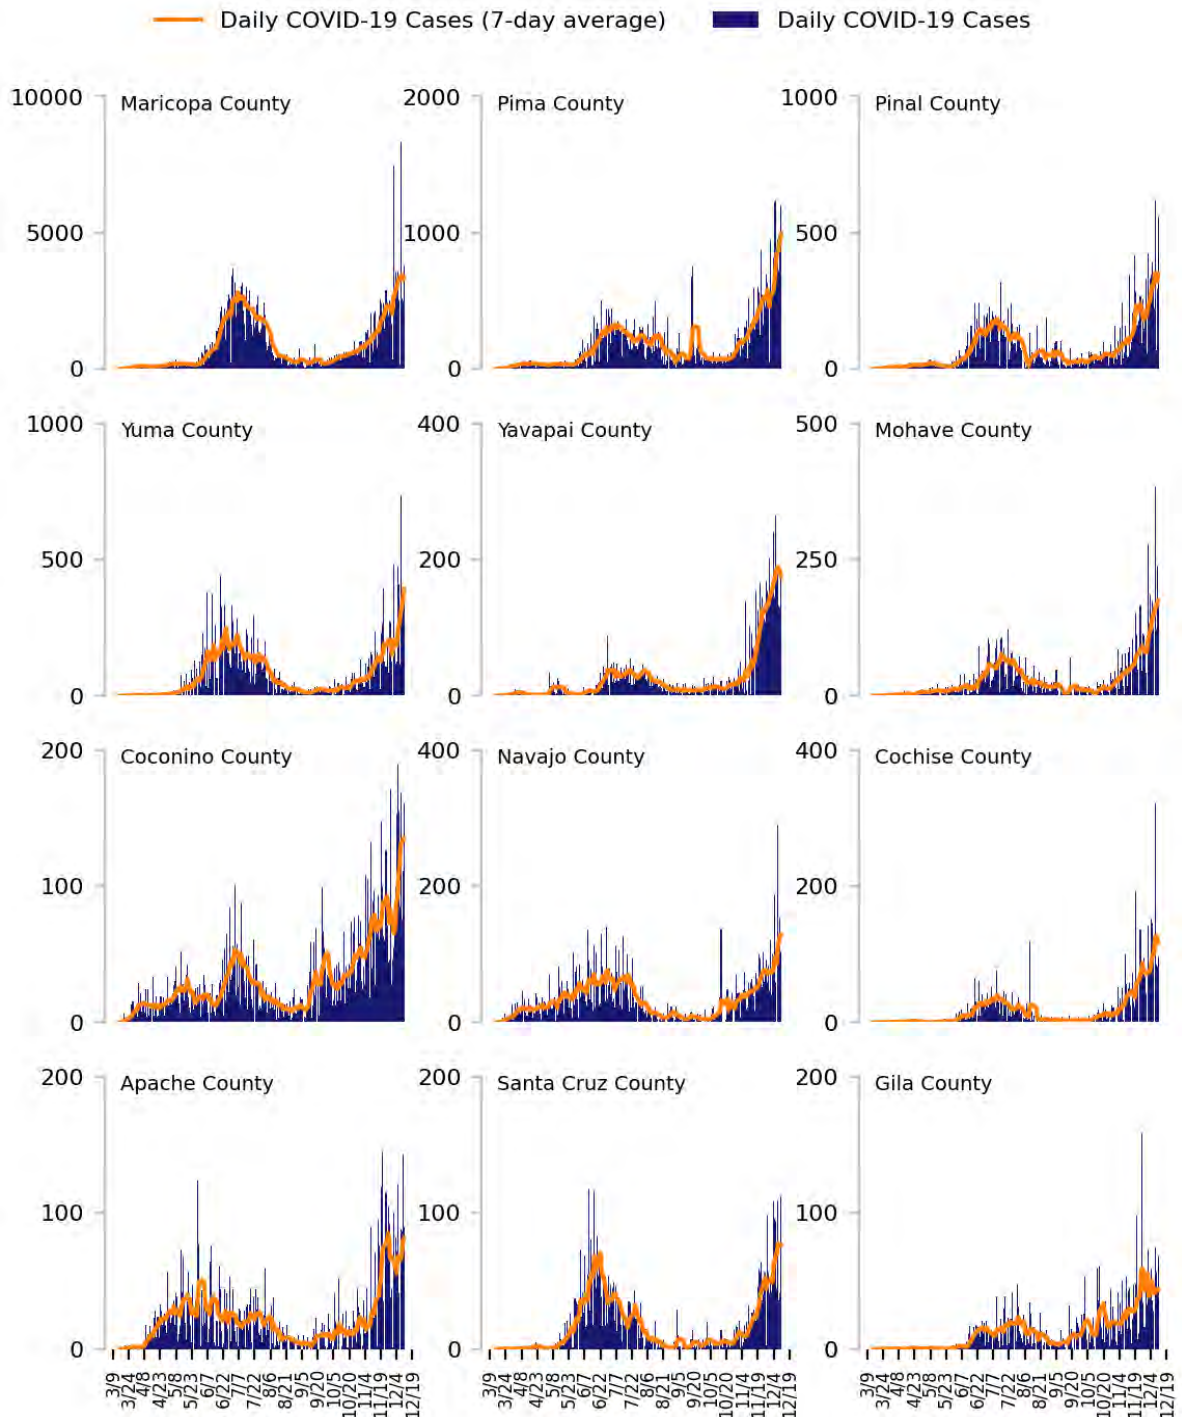 Daily COVID-19 Cases (7-day average) Daily COVID-19 Cases
10000 Maricopa County 2000 Pima County 1000 Pinal County
5000 1000 500
0 0 0
1000 Yuma County 400 Yavapai County 500 Mohave County
500 200 250
0 0 0
200 Coconino County 400 Navajo County 400 Cochise County
100 200 200
0 0 0
200 Apache County 200 Santa Cruz County 200 Gila County
100 100 100
0 0 0
3/9 3/24 4/8 4/23 5/8 5/23 6/7 6/22 7/7 7/22 8/6 8/21 9/5 9/20 10/5 10/20 11/4 11/19 12/4 12/19 3/9 3/24 4/8 4/23 5/8 5/23 6/7 6/22 7/7 7/22 8/6 8/21 9/5 9/20 10/5 10/20 11/4 11/19 12/4 12/19 3/9 3/24 4/8 4/23 5/8 5/23 6/7 6/22 7/7 7/22 8/6 8/21 9/5 9/20 10/5 10/20 11/4 11/19 12/4 12/19